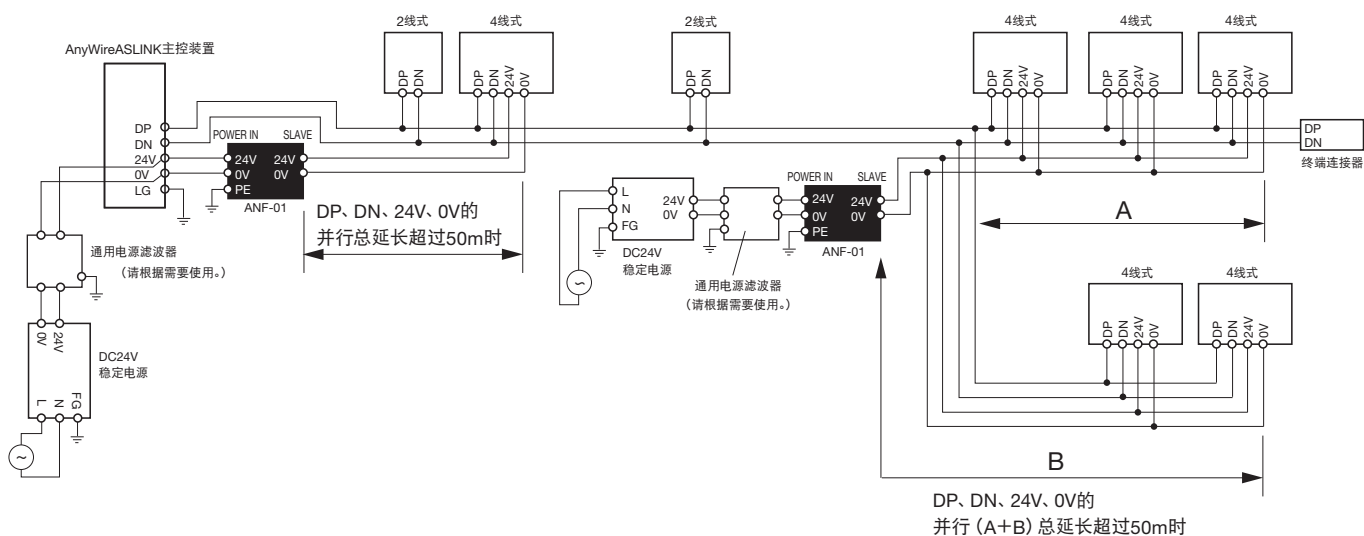 AnyWireASLINK主控装置
DP
DN
24V
0V
LG
POWER IN
SLAVE
24V
0V
PE
24V
0V
ANF-01
DP、DN、24V、0V的
并行总延长超过50m时
通用电源滤波器
（请根据需要使用。）
0V
24V
DC24V
稳定电源
L
N
FG
2线式
DP
DN
4线式
DP
DN
24V
0V
2线式
DP
DN
L
N
FG
24V
0V
DC24V
稳定电源
通用电源滤波器
（请根据需要使用。）
POWER IN
SLAVE
24V
0V
PE
24V
0V
ANF-01
4线式
DP
DN
24V
0V
4线式
DP
DN
24V
0V
4线式
DP
DN
24V
0V
DP
DN
终端连接器
A
4线式
DP
DN
24V
0V
4线式
DP
DN
24V
0V
B
DP、DN、24V、0V的
并行（A＋B）总延长超过50m时